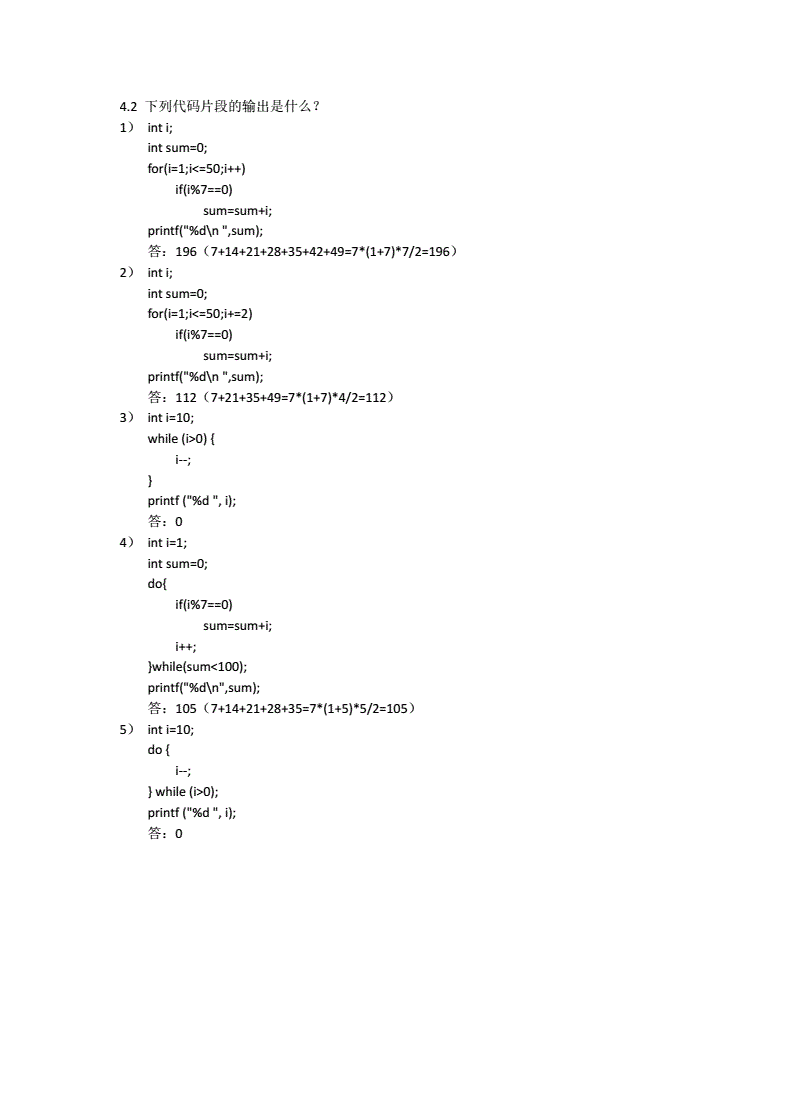 4.2 下列代码片段的输出是什么？
1） int i;
int sum=0;
for(i=1;i<=50;i++)
if(i%7==0)
sum=sum+i;
printf("%d\n ",sum);
答：196（7+14+21+28+35+42+49=7*(1+7)*7/2=196）
2） int i;
int sum=0;
for(i=1;i<=50;i+=2)
if(i%7==0)
sum=sum+i;
printf("%d\n ",sum);
答：112（7+21+35+49=7*(1+7)*4/2=112）
3） int i=10;
while (i>0) {
i--;
}
printf ("%d ", i);
答：0
4） int i=1;
int sum=0;
do{
if(i%7==0)
sum=sum+i;
i++;
}while(sum<100);
printf("%d\n",sum);
答：105（7+14+21+28+35=7*(1+5)*5/2=105）
5） int i=10;
do {
i--;
} while (i>0);
printf ("%d ", i);
答：0